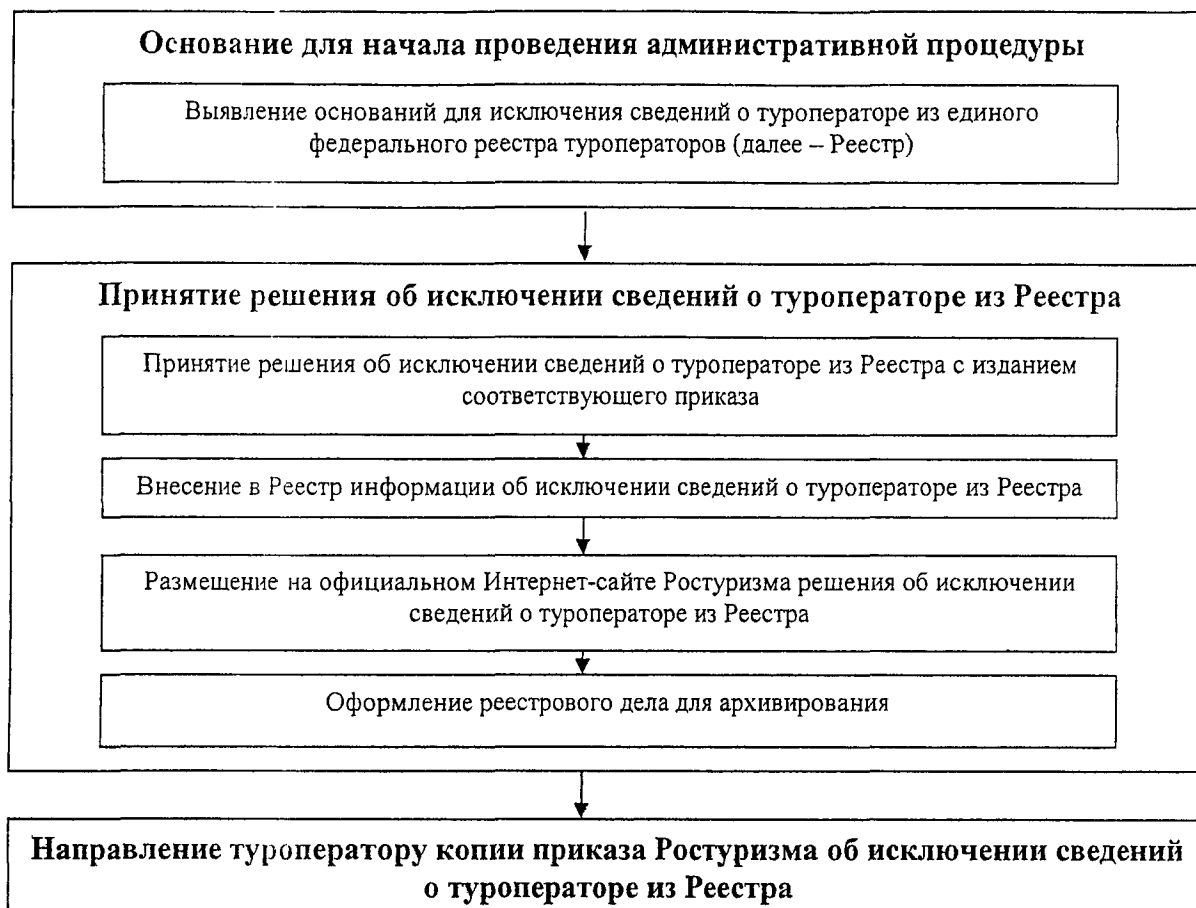 Основание для начала проведения административной процедуры
Выявление оснований для исключения сведений о туроператоре из единого
федерального реестра туроператоров (далее – Реестр)
Принятие решения об исключении сведений о туроператоре из Реестра
Принятие решения об исключении сведений о туроператоре из Реестра с изданием
соответствующего приказа
Внесение в Реестр информации об исключении сведений о туроператоре из Реестра
Размещение на официальном Интернет-сайте Ростуризма решения об исключении
сведений о туроператоре из Реестра
Оформление реестрового дела для архивирования
Направление туроператору копии приказа Ростуризма об исключении сведений
о туроператоре из Реестра